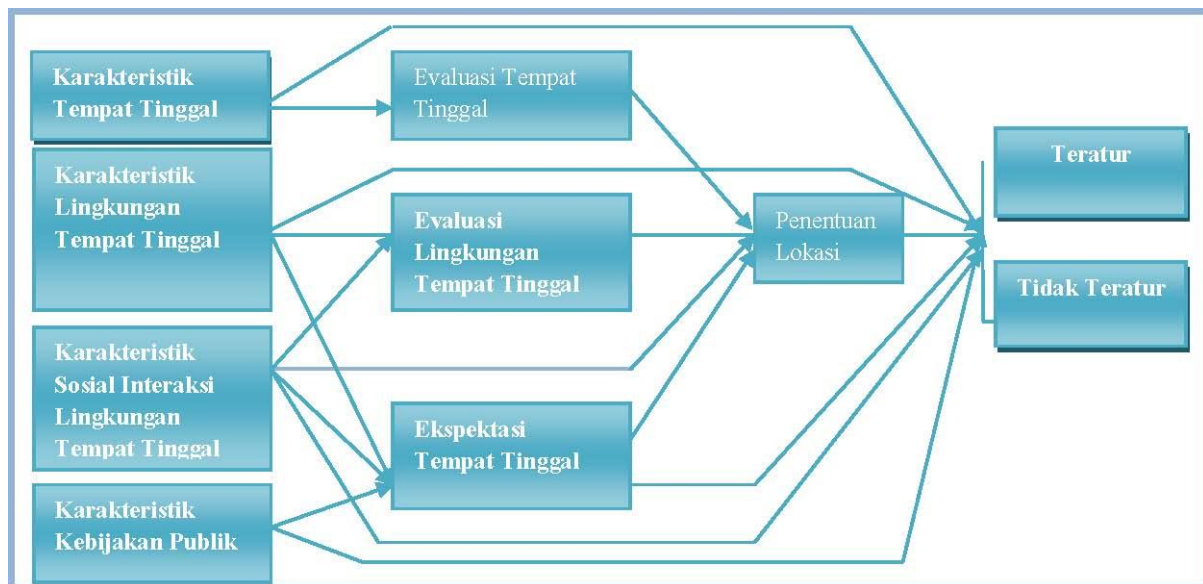 Karakteristik
Tempat Tinggal
Evaluasi Tempat
Tinggal
Teratur
Karakteristik
Lingkungan
Tempat Tinggal
Evaluasi
Lingkungan
Tempat Tinggal
Penentuan
Lokasi
Tidak Teratur
Karakteristik
Sosial Interaksi
Lingkungan
Tempat Tinggal
Ekspektasi
Tempat Tinggal
Karakteristik
Kebijakan Publik